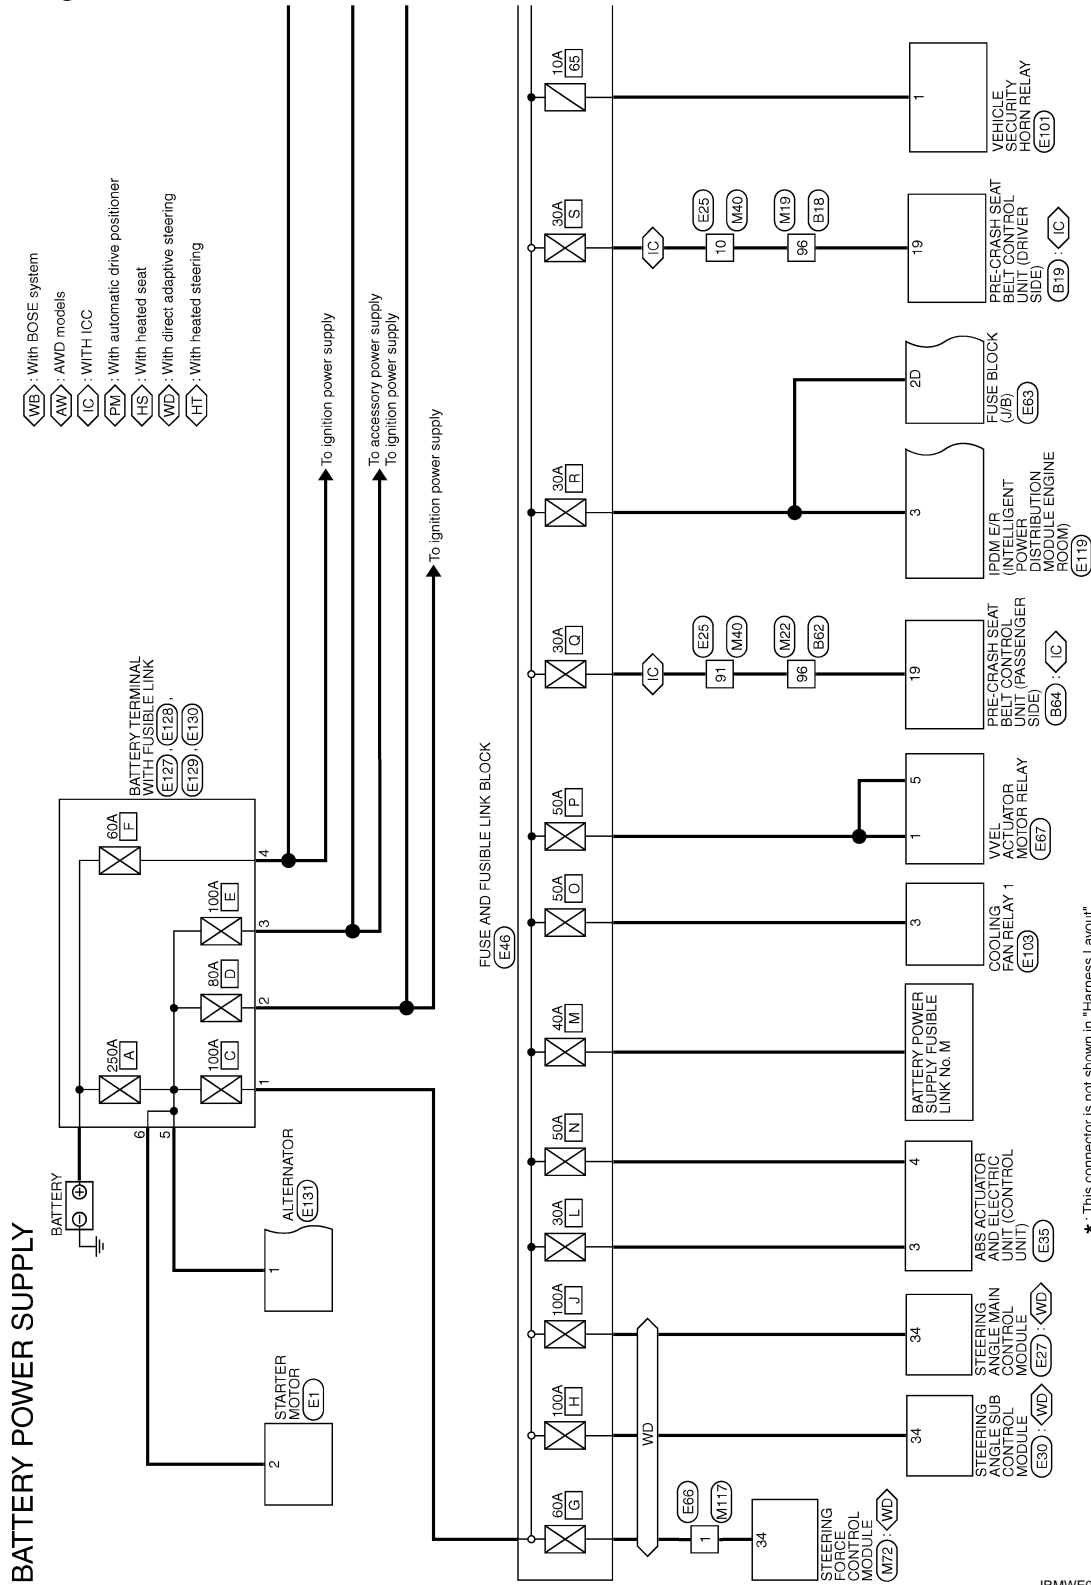 BATTERY POWER SUPPLY
WB : With BOSE system
AW : AWD models
IC : WITH ICC
PM : With automatic drive positioner
HS : With heated seat
WD : With direct adaptive steering
HT : With heated steering
BATTERY
BATTERY TERMINAL
WITH FUSIBLE LINK
E127 , E128 ,
E129 , E130
250A
A
60A
F
100A
C
80A
D
100A
E
6
5
1
2
3
4
To ignition power supply
To accessory power supply
To ignition power supply
To ignition power supply
STARTER
MOTOR
E1
2
ALTERNATOR
E131
1
FUSE AND FUSIBLE LINK BLOCK
E46
60A
G
100A
H
100A
J
30A
L
50A
N
40A
M
50A
O
50A
P
30A
Q
30A
R
30A
S
10A
65
WD
IC
IC
E66
1
M117
E25
91
M40
M22
96
B62
E25
10
M40
M19
96
B18
34
STEERING
FORCE
CONTROL
MODULE
M72 : WD
34
STEERING
ANGLE SUB
CONTROL
MODULE
E30 : WD
34
STEERING
ANGLE MAIN
CONTROL
MODULE
E27 : WD
3
4
ABS ACTUATOR
AND ELECTRIC
UNIT (CONTROL
UNIT)
E35
BATTERY POWER
SUPPLY FUSIBLE
LINK No. M
3
COOLING
FAN RELAY 1
E103
1
5
VVEL
ACTUATOR
MOTOR RELAY
E67
19
PRE-CRASH SEAT
BELT CONTROL
UNIT (PASSENGER
SIDE)
B64 : IC
3
IPDM E/R
(INTELLIGENT
POWER
DISTRIBUTION
MODULE ENGINE
ROOM)
E119
2D
FUSE BLOCK
(J/B)
E63
19
PRE-CRASH SEAT
BELT CONTROL
UNIT (DRIVER
SIDE)
B19 : IC
1
VEHICLE
SECURITY
HORN RELAY
E101
★ : This connector is not shown in "Harness Layout"